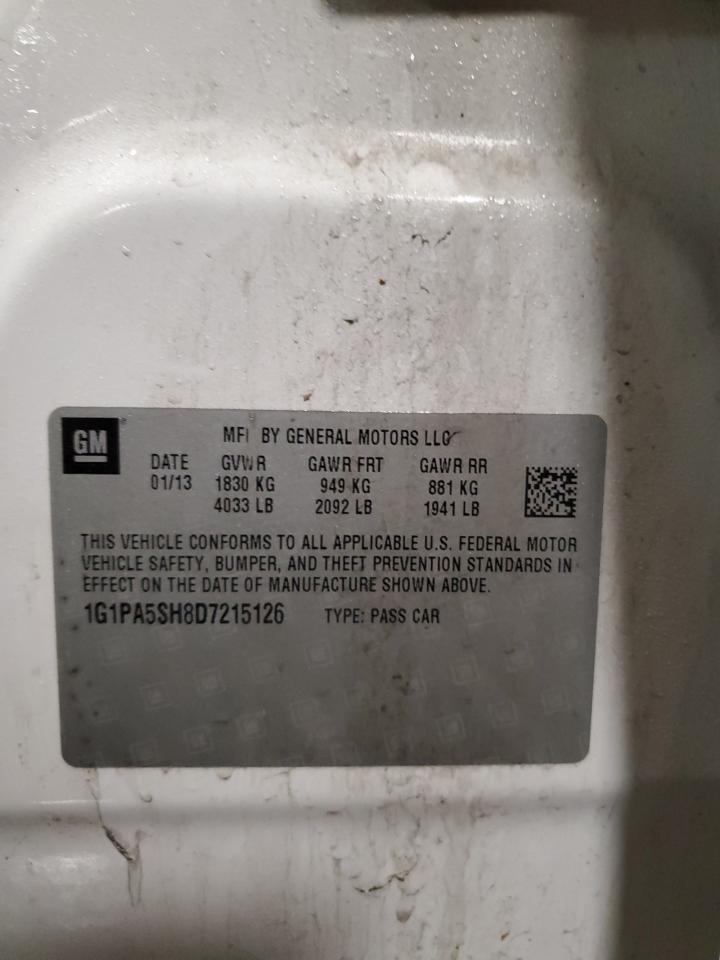 GM
MFD BY GENERAL MOTORS LLC
DATE GVWR GAWR FRT GAWR RR
01/13 1830 KG 949 KG 881 KG
4033 LB 2092 LB 1941 LB
THIS VEHICLE CONFORMS TO ALL APPLICABLE U.S. FEDERAL MOTOR
VEHICLE SAFETY, BUMPER, AND THEFT PREVENTION STANDARDS IN
EFFECT ON THE DATE OF MANUFACTURE SHOWN ABOVE.
1G1PA5SH8D7215126 TYPE: PASS CAR